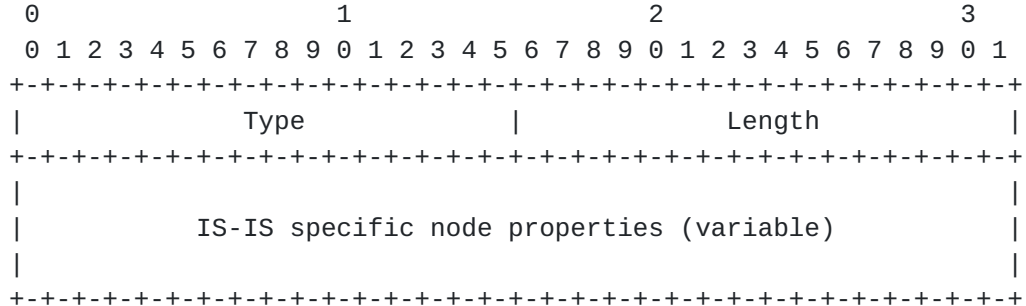 0                   1                   2                   3
 0 1 2 3 4 5 6 7 8 9 0 1 2 3 4 5 6 7 8 9 0 1 2 3 4 5 6 7 8 9 0 1
+-+-+-+-+-+-+-+-+-+-+-+-+-+-+-+-+-+-+-+-+-+-+-+-+-+-+-+-+-+-+-+-+
|              Type             |             Length            |
+-+-+-+-+-+-+-+-+-+-+-+-+-+-+-+-+-+-+-+-+-+-+-+-+-+-+-+-+-+-+-+-+
|                                                               |
|           IS-IS specific node properties (variable)           |
|                                                               |
+-+-+-+-+-+-+-+-+-+-+-+-+-+-+-+-+-+-+-+-+-+-+-+-+-+-+-+-+-+-+-+-+